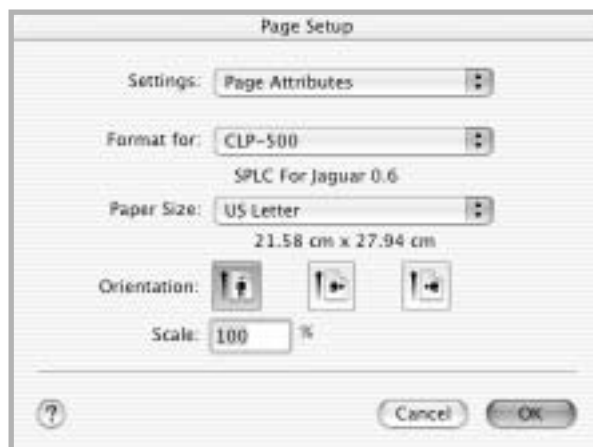 Page Setup
Settings: Page Attributes
Format for: CLP-500
SPLC For Jaguar 0.6
Paper Size: US Letter
21.58 cm x 27.94 cm
Orientation:
Scale: 100 %
? Cancel OK